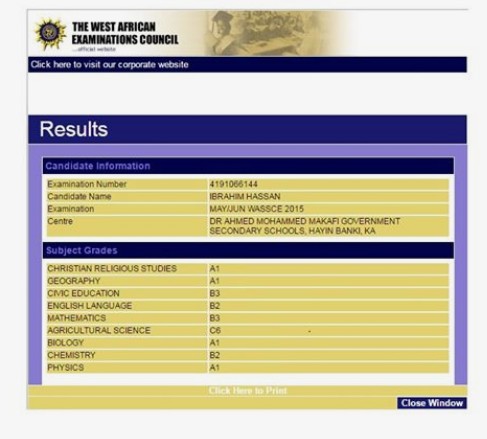 THE WEST AFRICAN
EXAMINATIONS COUNCIL
...official website
Click here to visit our corporate website
Results
Candidate Information
Examination Number 4191066144
Candidate Name IBRAHIM HASSAN
Examination MAY/JUN WASSCE 2015
Centre DR AHMED MOHAMMED MAKAFI GOVERNMENT
SECONDARY SCHOOLS, HAYIN BANKI, KA
Subject Grades
CHRISTIAN RELIGIOUS STUDIES A1
GEOGRAPHY A1
CIVIC EDUCATION B3
ENGLISH LANGUAGE B2
MATHEMATICS B3
AGRICULTURAL SCIENCE C6
BIOLOGY A1
CHEMISTRY B2
PHYSICS A1
Click Here to Print
Close Window